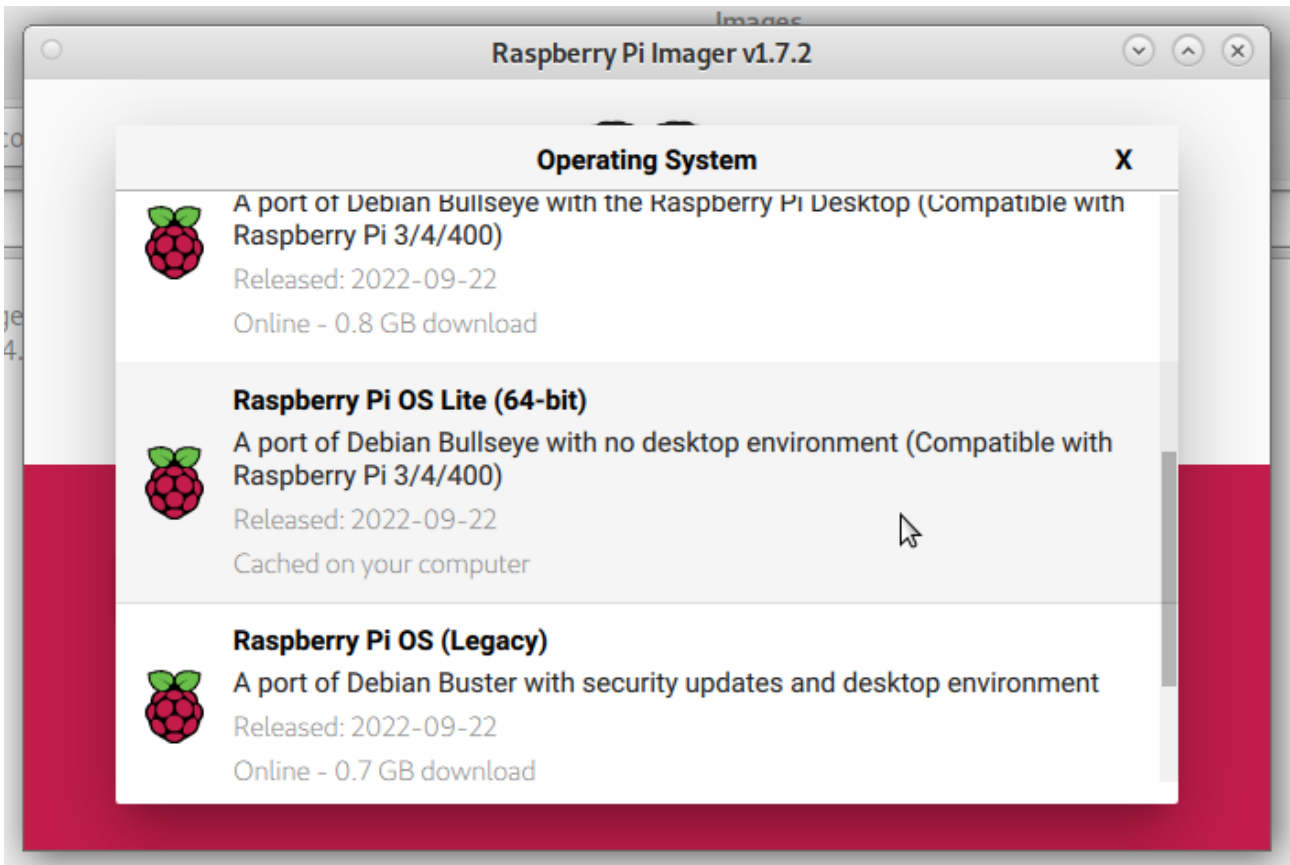 Images
Raspberry Pi Imager v1.7.2
Operating System
X
A port of Debian Bullseye with the Raspberry Pi Desktop (Compatible with
Raspberry Pi 3/4/400)
Released: 2022-09-22
Online - 0.8 GB download
Raspberry Pi OS Lite (64-bit)
A port of Debian Bullseye with no desktop environment (Compatible with
Raspberry Pi 3/4/400)
Released: 2022-09-22
Cached on your computer
Raspberry Pi OS (Legacy)
A port of Debian Buster with security updates and desktop environment
Released: 2022-09-22
Online - 0.7 GB download